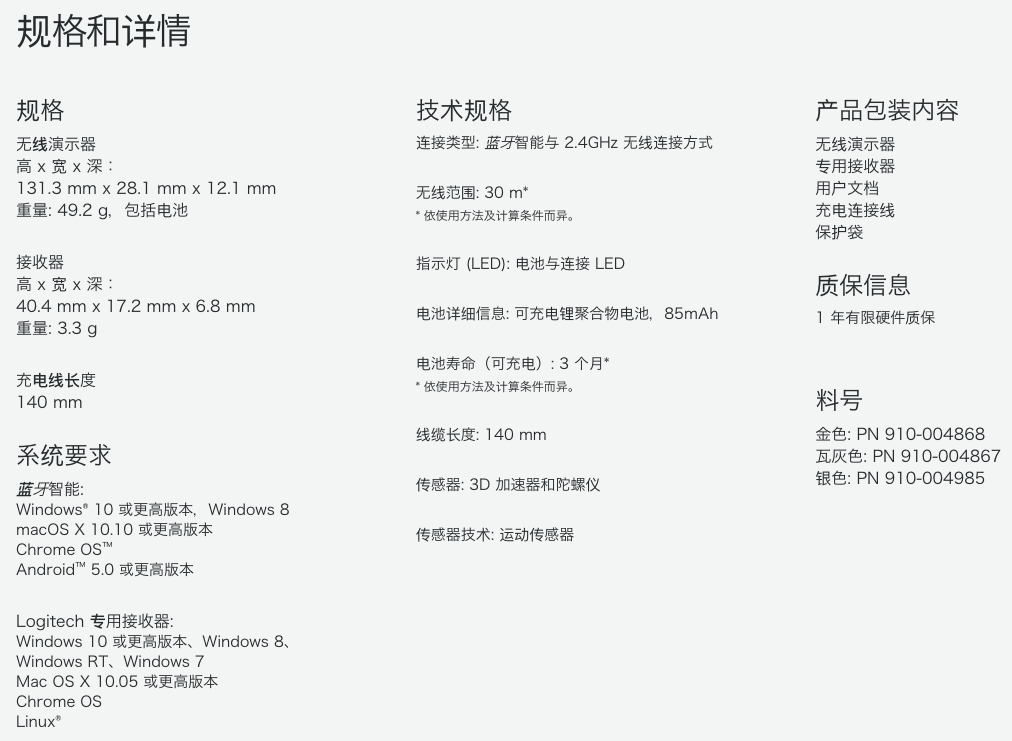 规格和详情
规格
无线演示器
高 x 宽 x 深：
131.3 mm x 28.1 mm x 12.1 mm
重量: 49.2 g，包括电池
接收器
高 x 宽 x 深：
40.4 mm x 17.2 mm x 6.8 mm
重量: 3.3 g
充电线长度
140 mm
系统要求
蓝牙智能:
Windows® 10 或更高版本，Windows 8
macOS X 10.10 或更高版本
Chrome OS™
Android™ 5.0 或更高版本
Logitech 专用接收器:
Windows 10 或更高版本、Windows 8、
Windows RT、Windows 7
Mac OS X 10.05 或更高版本
Chrome OS
Linux®
技术规格
连接类型: 蓝牙智能与 2.4GHz 无线连接方式
无线范围: 30 m*
* 依使用方法及计算条件而异。
指示灯 (LED): 电池与连接 LED
电池详细信息: 可充电锂聚合物电池，85mAh
电池寿命（可充电）: 3 个月*
* 依使用方法及计算条件而异。
线缆长度: 140 mm
传感器: 3D 加速器和陀螺仪
传感器技术: 运动传感器
产品包装内容
无线演示器
专用接收器
用户文档
充电连接线
保护袋
质保信息
1 年有限硬件质保
料号
金色: PN 910-004868
瓦灰色: PN 910-004867
银色: PN 910-004985